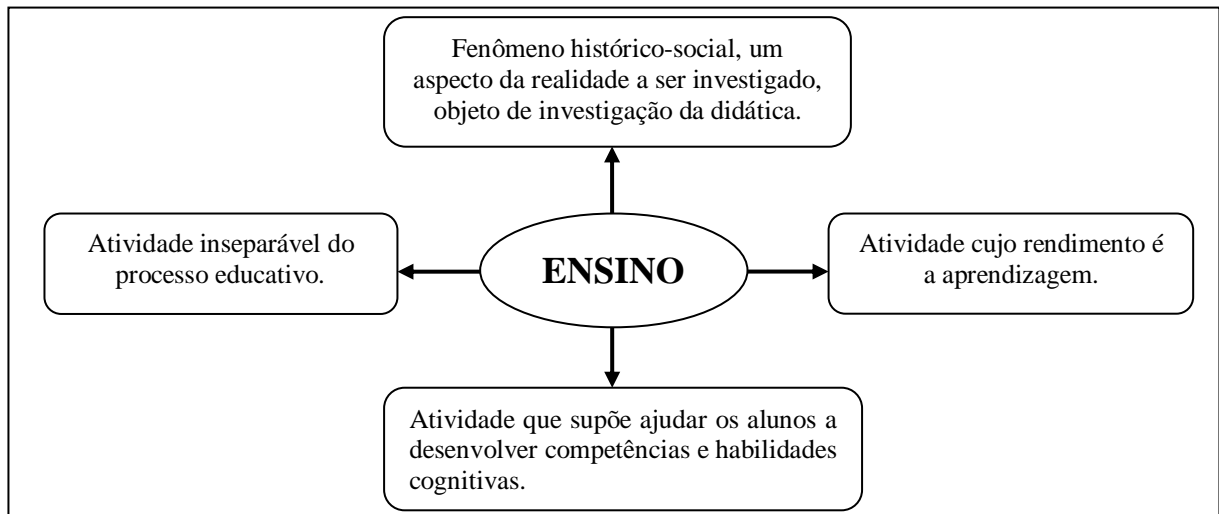 Fenômeno histórico-social, um
aspecto da realidade a ser investigado,
objeto de investigação da didática.
Atividade inseparável do
processo educativo.
ENSINO
Atividade cujo rendimento é
a aprendizagem.
Atividade que supõe ajudar os alunos a
desenvolver competências e habilidades
cognitivas.